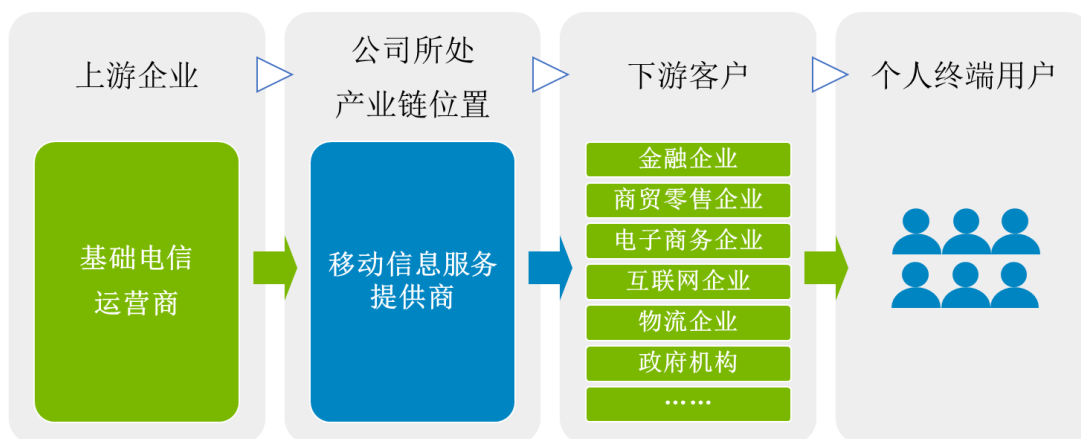 上游企业
公司所处
产业链位置
下游客户
个人终端用户
基础电信
运营商
移动信息服务
提供商
金融企业
商贸零售企业
电子商务企业
互联网企业
物流企业
政府机构
……